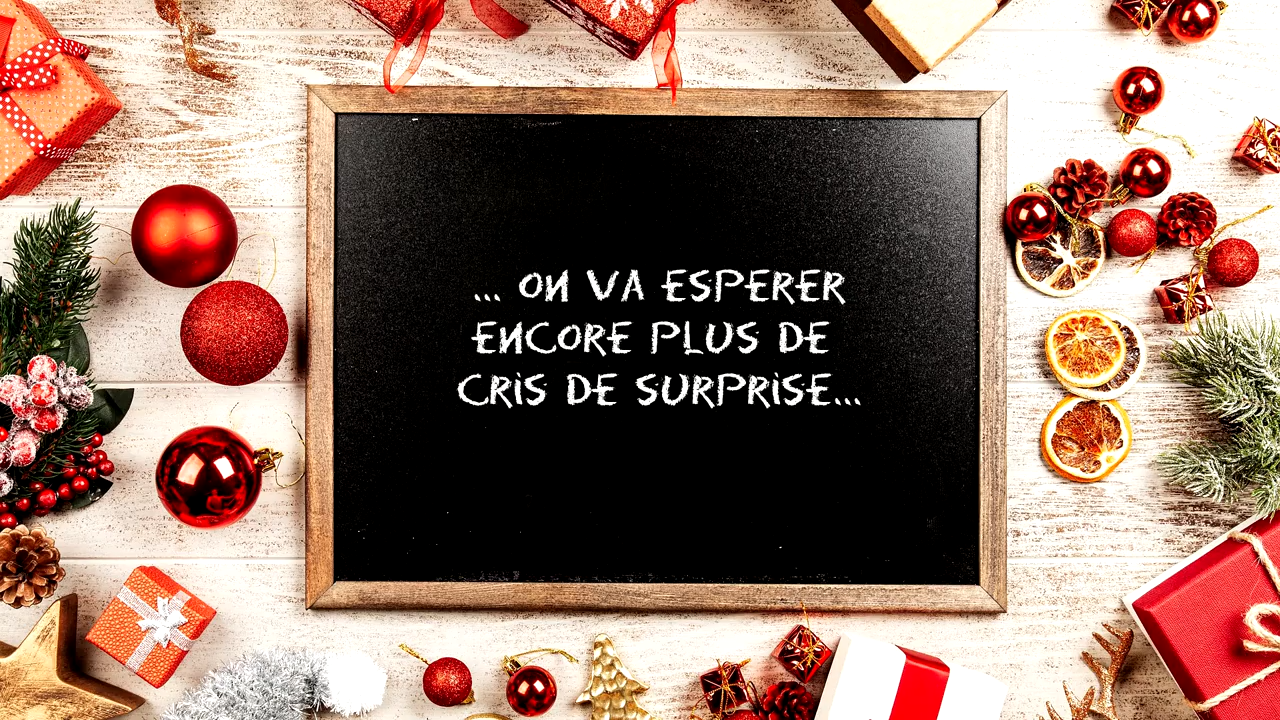 ... ON VA ESPERER
ENCORE PLUS DE
CRIS DE SURPRISE...